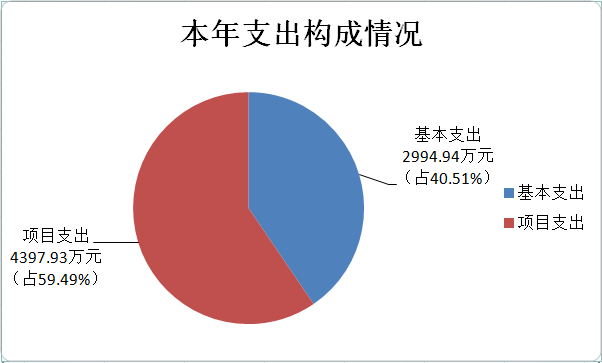 本年支出构成情况
基本支出
2994.94万元
（占40.51%）
基本支出
项目支出
项目支出
4397.93万元
（占59.49%）